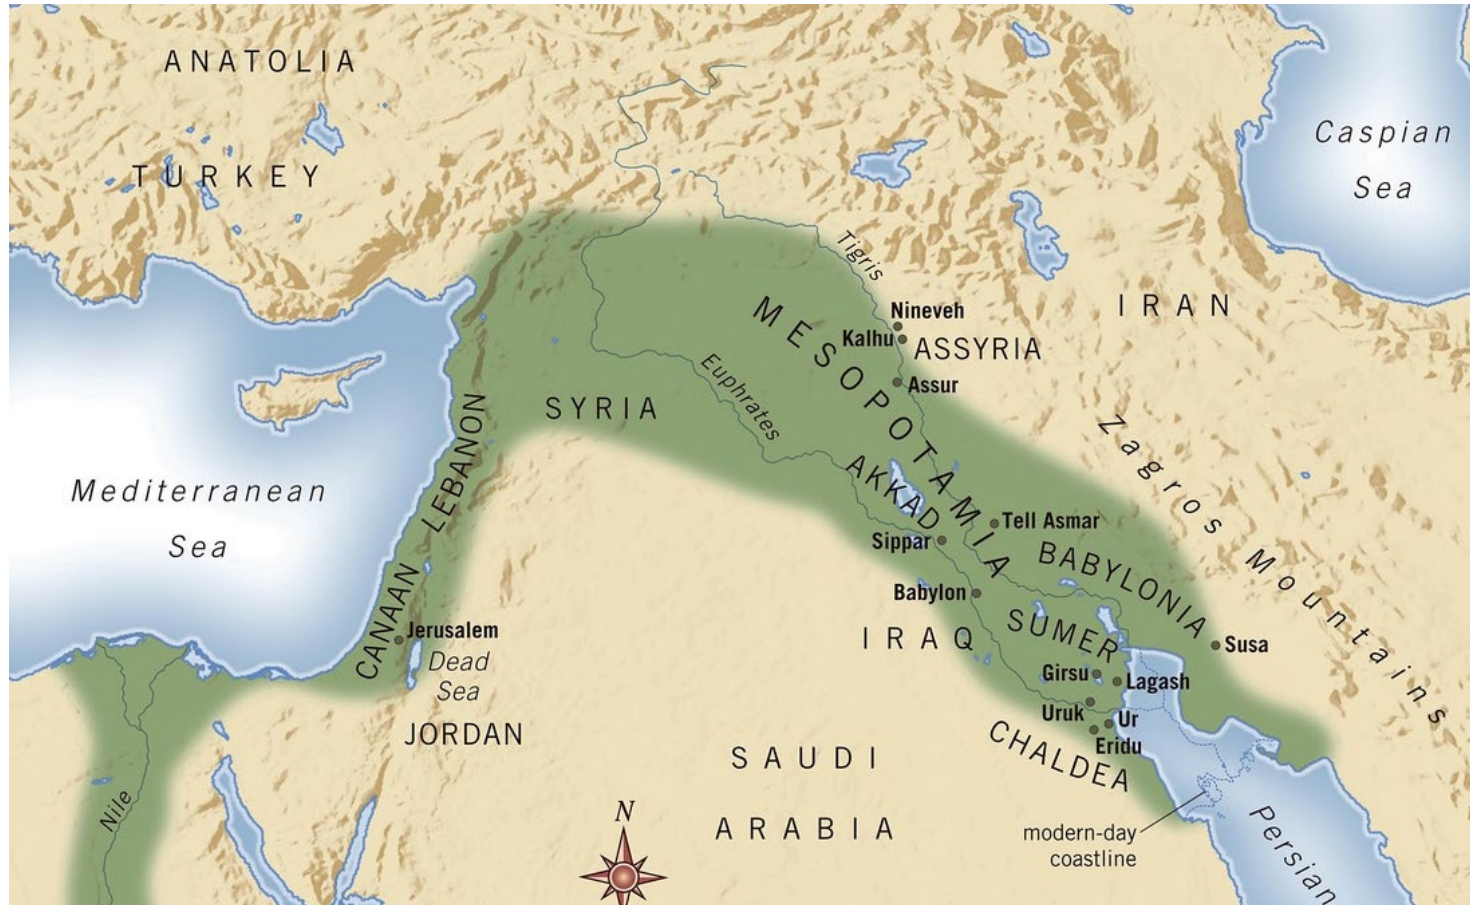 ANATOLIA
TURKEY
Caspian
Sea
Tigris
IRAN
Nineveh
Kalhu
ASSYRIA
Assur
MESOPOTAMIA
Euphrates
SYRIA
Zagros Mountains
LEBANON
Mediterranean
Sea
AKKAD
Tell Asmar
Sippar
BABYLONIA
Babylon
CANAAN
Jerusalem
Dead
Sea
IRAQ
SUMER
Susa
Girsu
Lagash
Uruk
Ur
Eridu
JORDAN
CHALDEA
SAUDI
ARABIA
Nile
N
modern-day
coastline
Persian